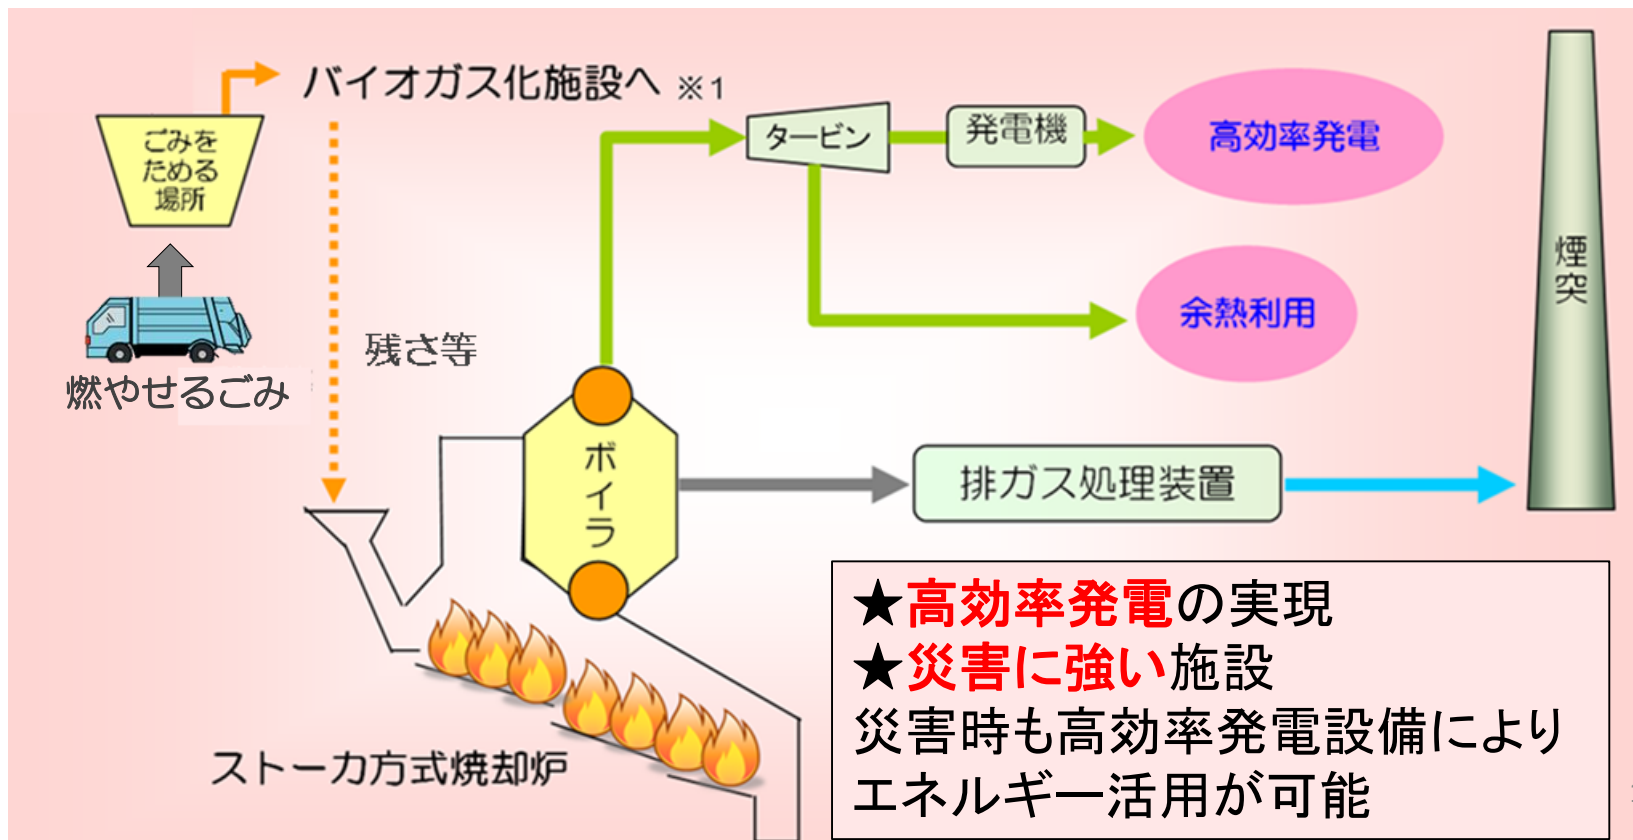 バイオガス化施設へ ※1
ごみを
ためる
場所
燃やせるごみ
残さ等
タービン
発電機
高効率発電
余熱利用
煙突
ボイラ
排ガス処理装置
ストーカ方式焼却炉
★高効率発電の実現
★災害に強い施設
災害時も高効率発電設備により
エネルギー活用が可能